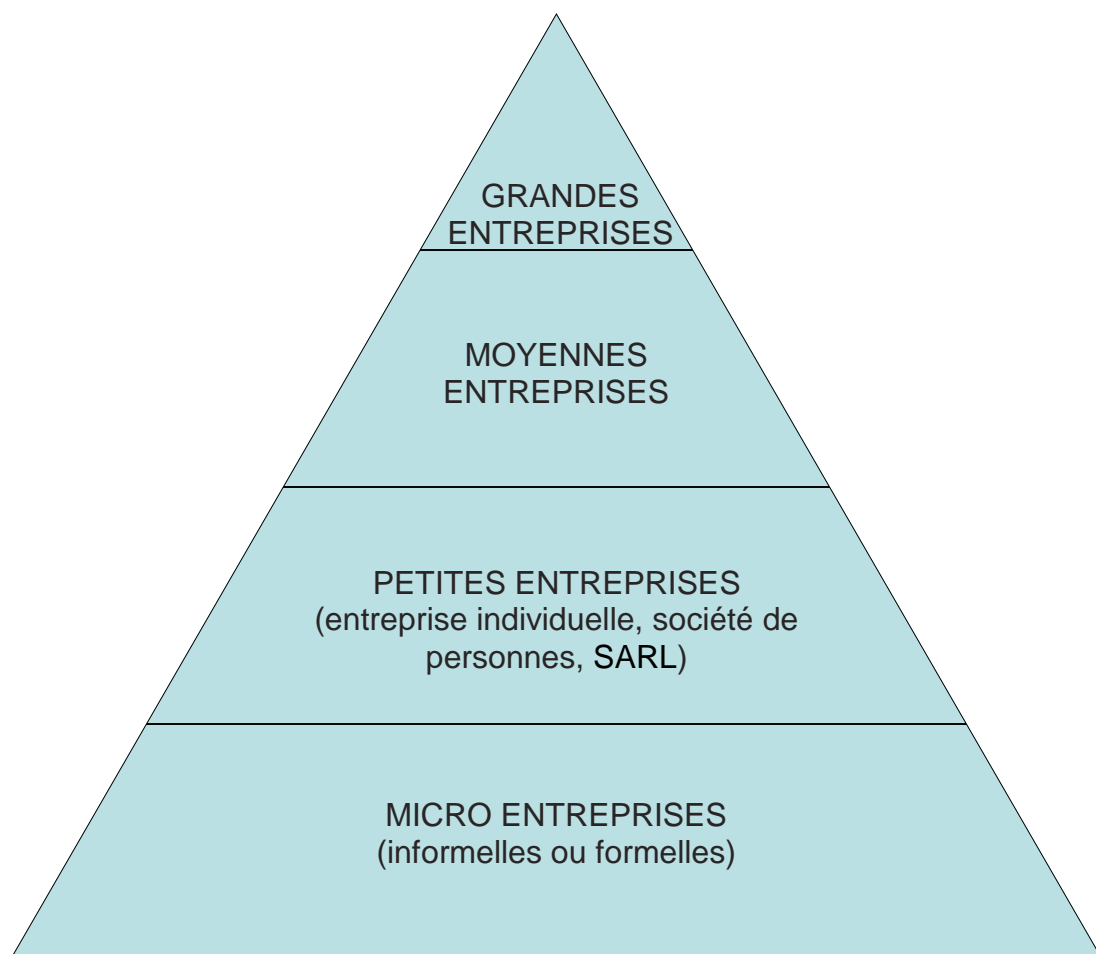 GRANDES
ENTREPRISES
MOYENNES
ENTREPRISES
PETITES ENTREPRISES
(entreprise individuelle, société de
personnes, SARL)
MICRO ENTREPRISES
(informelles ou formelles)